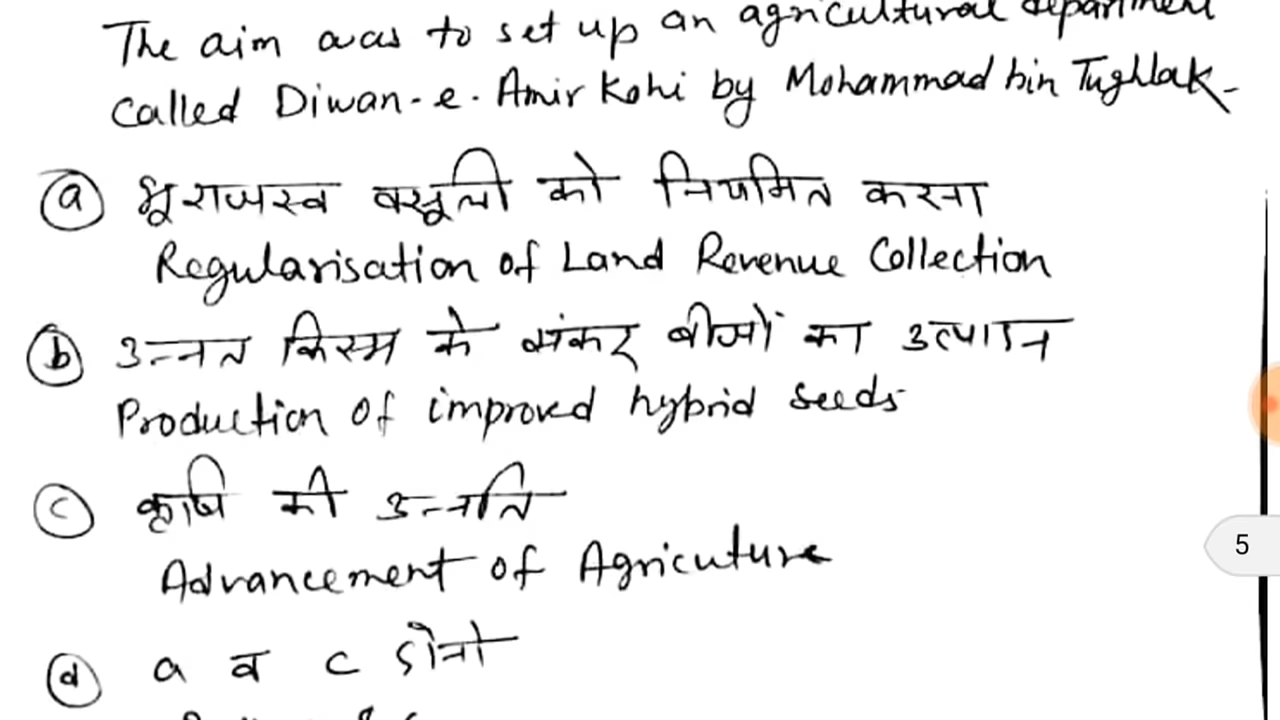 The aim was to set up an agricultural department
Called Diwan-e-Amir Kohi by Mohammad bin Tughlak-
(a) भू राजस्व वसूली को नियमित करना
Regularisation of Land Revenue Collection
(b) उन्नत किस्म के संकर बीजों का उत्पादन
Production of improved hybrid seeds
(c) कृषि की उन्नति
Advancement of Agricuture
5
(d) a व c दोनो